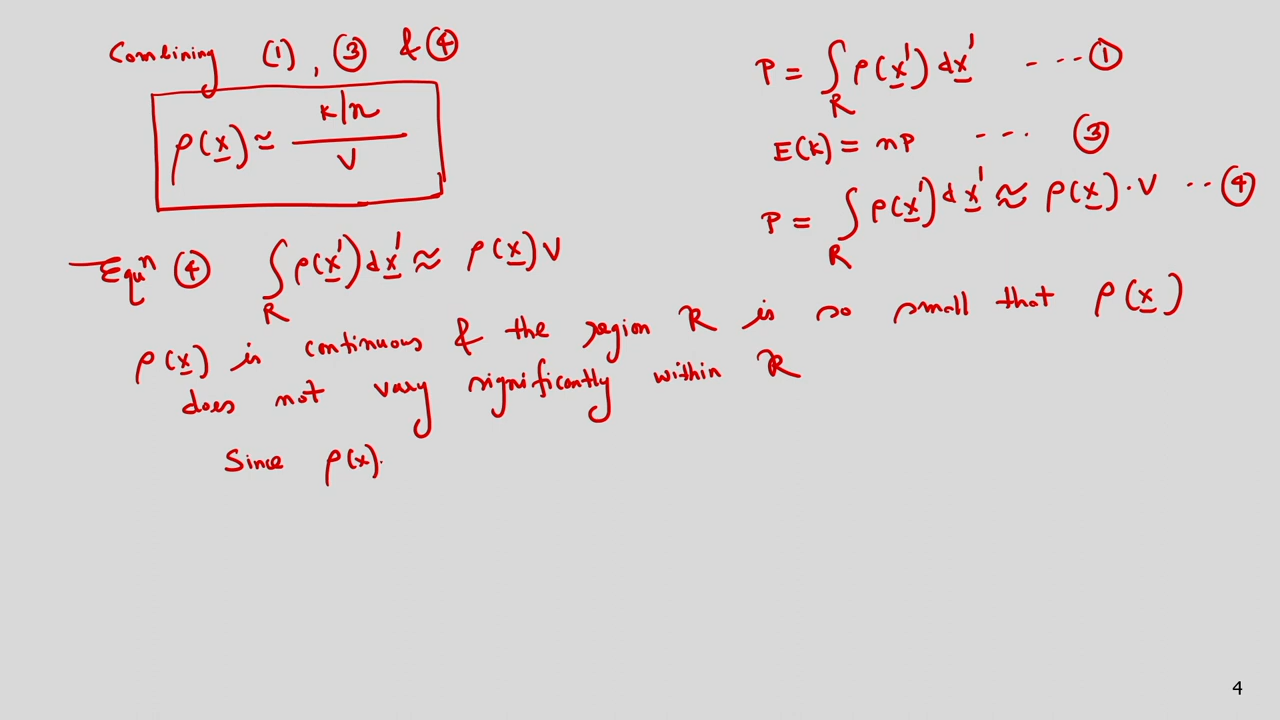 Combining (1), ③ & ④
p(x) ≃ k/n / V
P = ∫_R p(x') dx' --- ①
E(k) = nP --- ③
P = ∫_R p(x') dx' ≈ p(x) · V ·· ④
Equⁿ ④ ∫_R p(x') dx' ≈ p(x) V
p(x) is continuous & the region R is so small that p(x)
does not vary significantly within R
Since p(x).
4